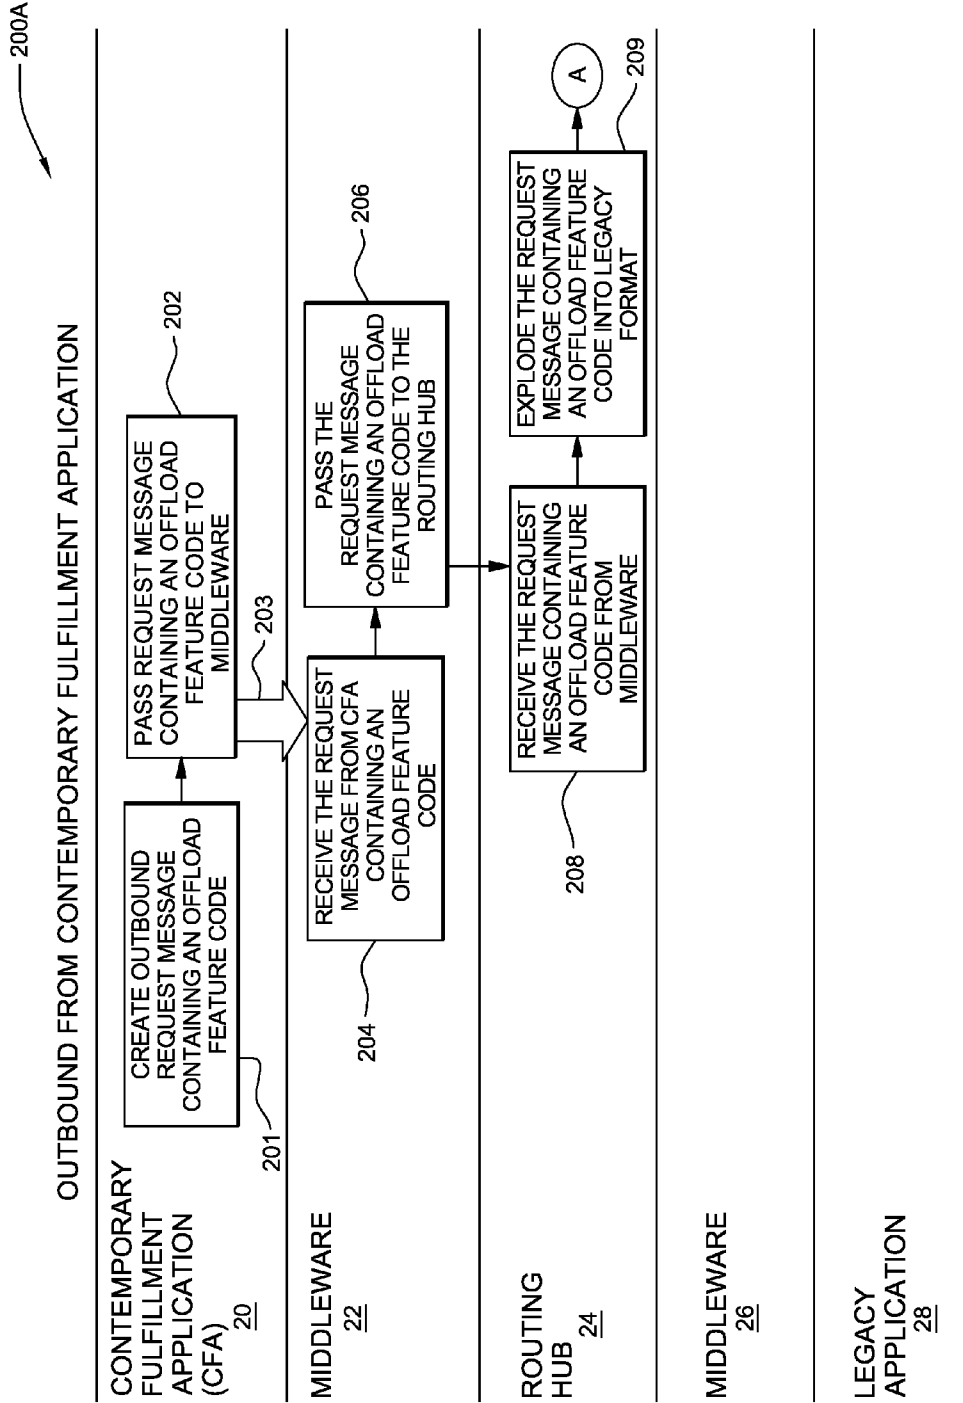 200A
OUTBOUND FROM CONTEMPORARY FULFILLMENT APPLICATION
CONTEMPORARY
FULFILLMENT
APPLICATION
(CFA)
20
CREATE OUTBOUND
REQUEST MESSAGE
CONTAINING AN OFFLOAD
FEATURE CODE
201
PASS REQUEST MESSAGE
CONTAINING AN OFFLOAD
FEATURE CODE TO
MIDDLEWARE
202
203
MIDDLEWARE
22
RECEIVE THE REQUEST
MESSAGE FROM CFA
CONTAINING AN
OFFLOAD FEATURE
CODE
204
PASS THE
REQUEST MESSAGE
CONTAINING AN OFFLOAD
FEATURE CODE TO THE
ROUTING HUB
206
ROUTING
HUB
24
RECEIVE THE REQUEST
MESSAGE CONTAINING
AN OFFLOAD FEATURE
CODE FROM
MIDDLEWARE
208
EXPLODE THE REQUEST
MESSAGE CONTAINING
AN OFFLOAD FEATURE
CODE INTO LEGACY
FORMAT
209
A
MIDDLEWARE
26
LEGACY
APPLICATION
28